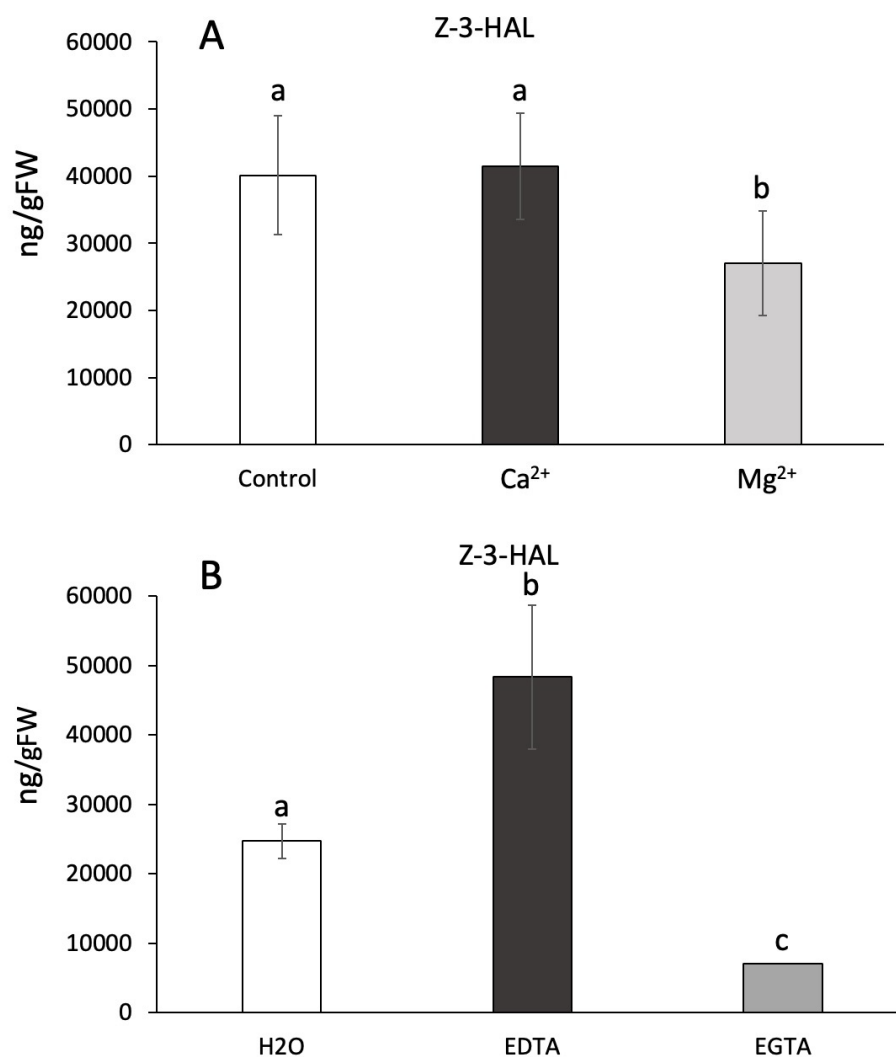 A
Z-3-HAL
60000
50000
40000
30000
20000
10000
0
ng/gFW
a
a
b
Control
Ca²⁺
Mg²⁺
B
Z-3-HAL
60000
50000
40000
30000
20000
10000
0
ng/gFW
a
b
c
H2O
EDTA
EGTA